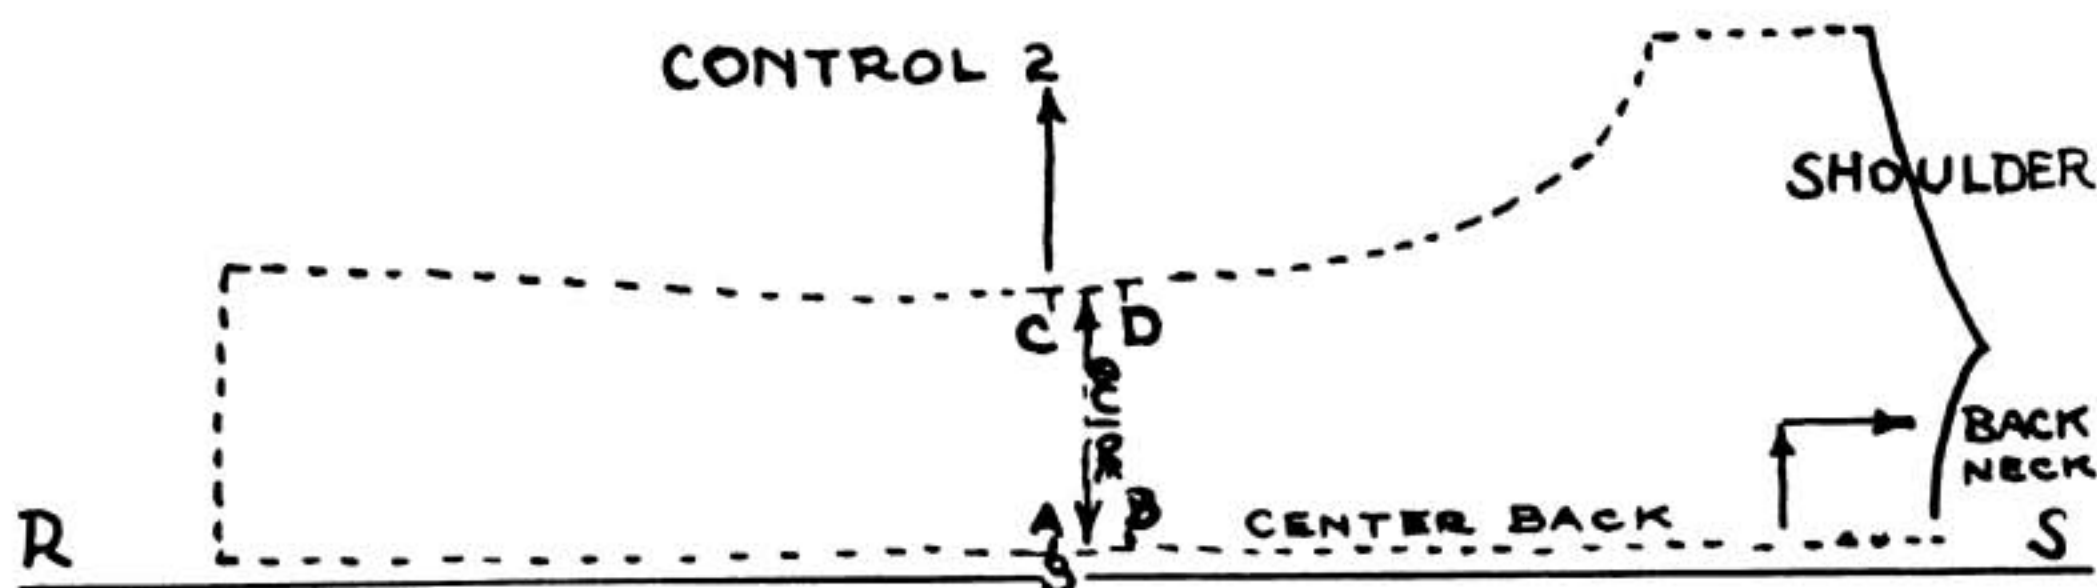 CONTROL 2
SHOULDER
C D
BACK
NECK
A B
CENTER BACK
R S